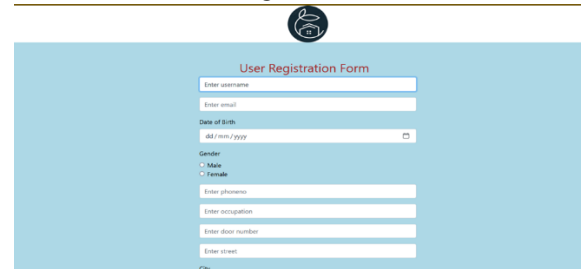 User Registration Form
Enter username
Enter email
Date of Birth
dd/mm/yyyy
Gender
Male
Female
Enter phoneno
Enter occupation
Enter door number
Enter street
City